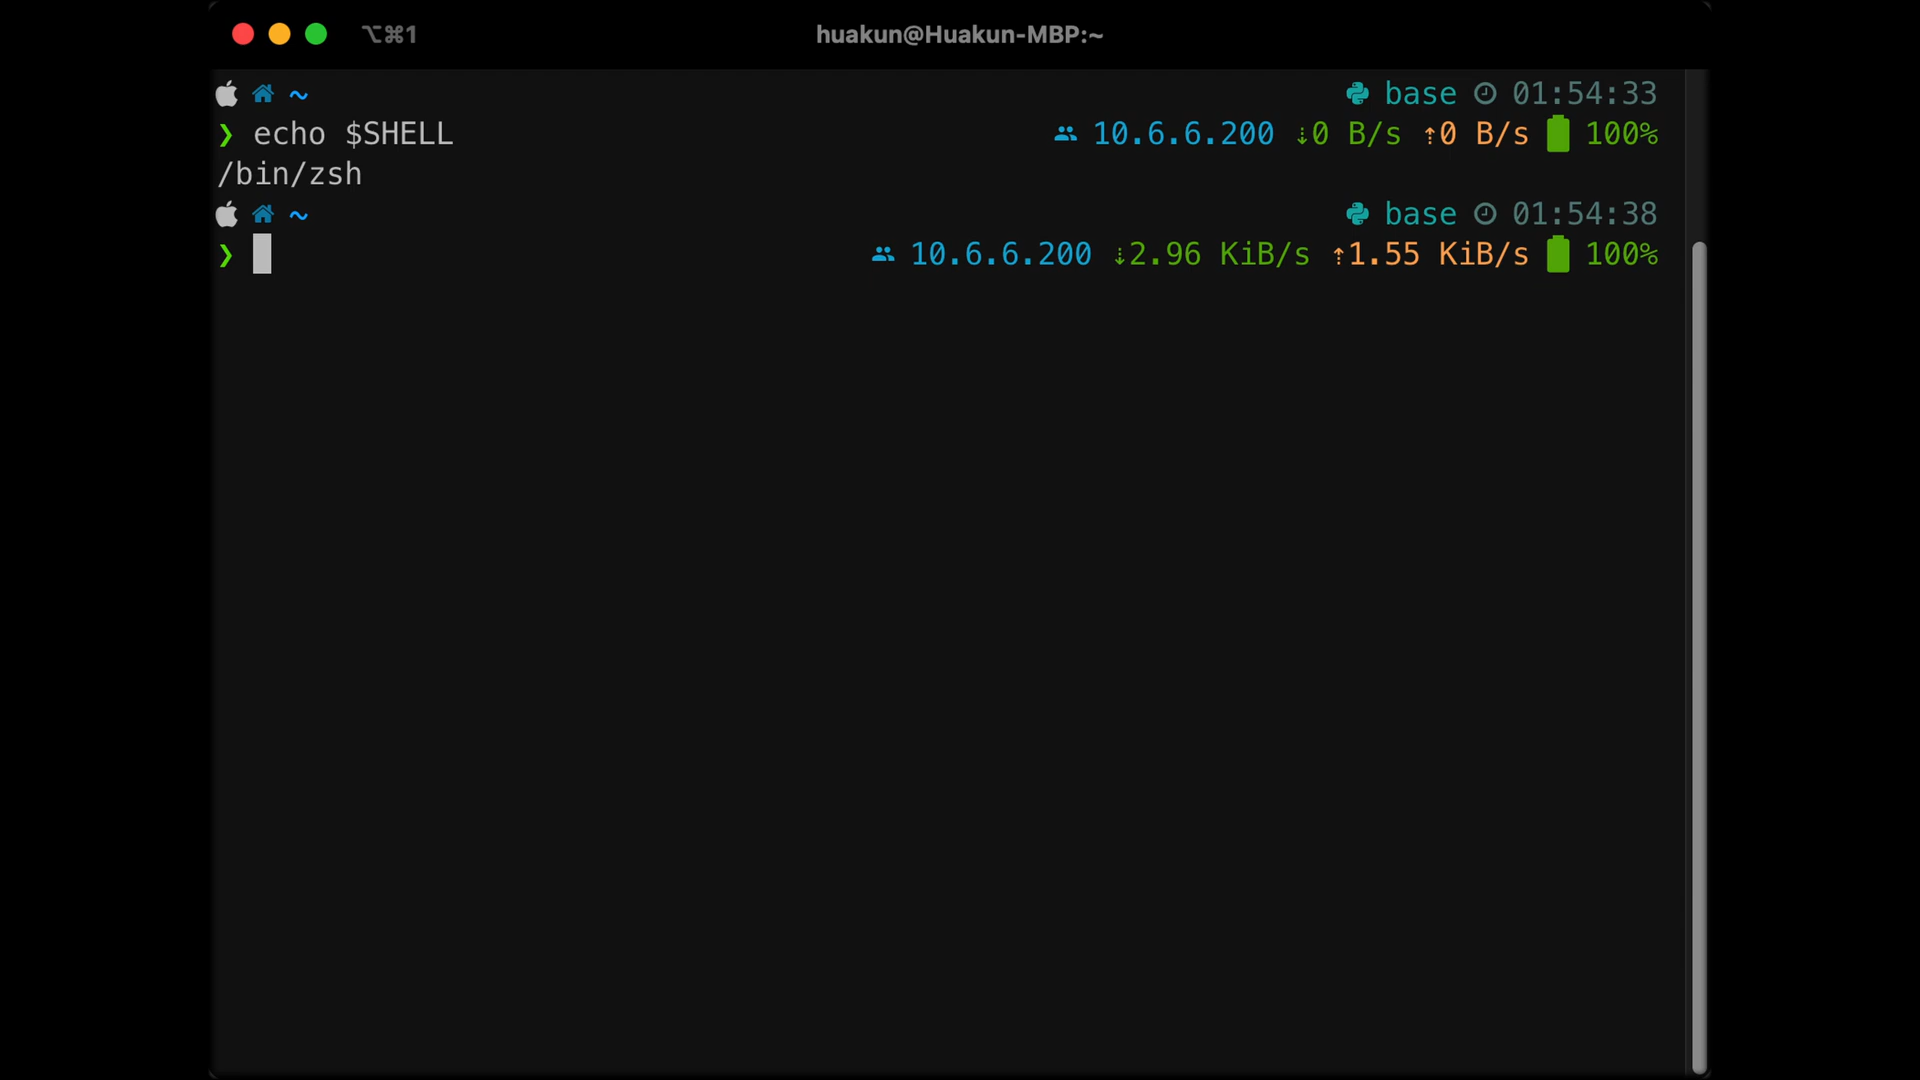 ⌥⌘1 huakun@Huakun-MBP:~
~ base 01:54:33
❯ echo $SHELL 10.6.6.200 ⇣0 B/s ⇡0 B/s 100%
/bin/zsh
~ base 01:54:38
❯ 10.6.6.200 ⇣2.96 KiB/s ⇡1.55 KiB/s 100%